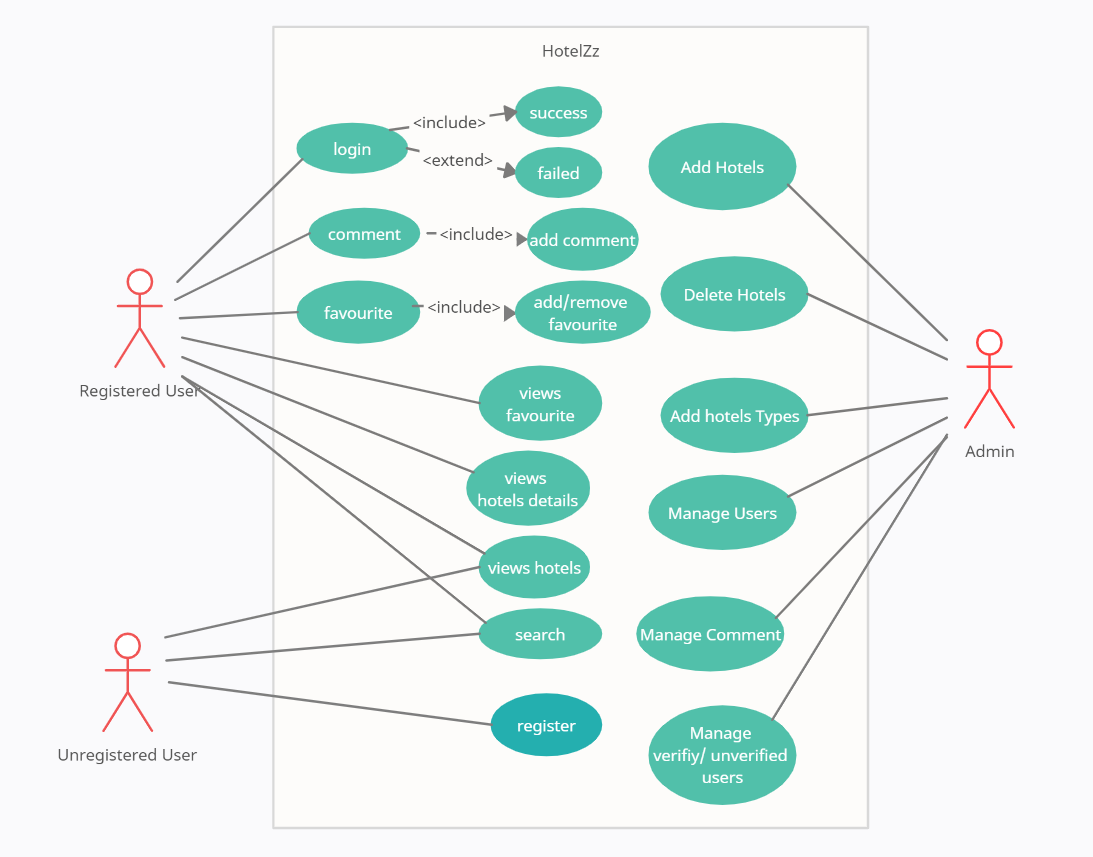 HotelZz
login
<include>
success
<extend>
failed
comment
<include>
add comment
favourite
<include>
add/remove
favourite
views
favourite
views
hotels details
views hotels
search
register
Add Hotels
Delete Hotels
Add hotels Types
Manage Users
Manage Comment
Manage
verifiy/ unverified
users
Registered User
Unregistered User
Admin